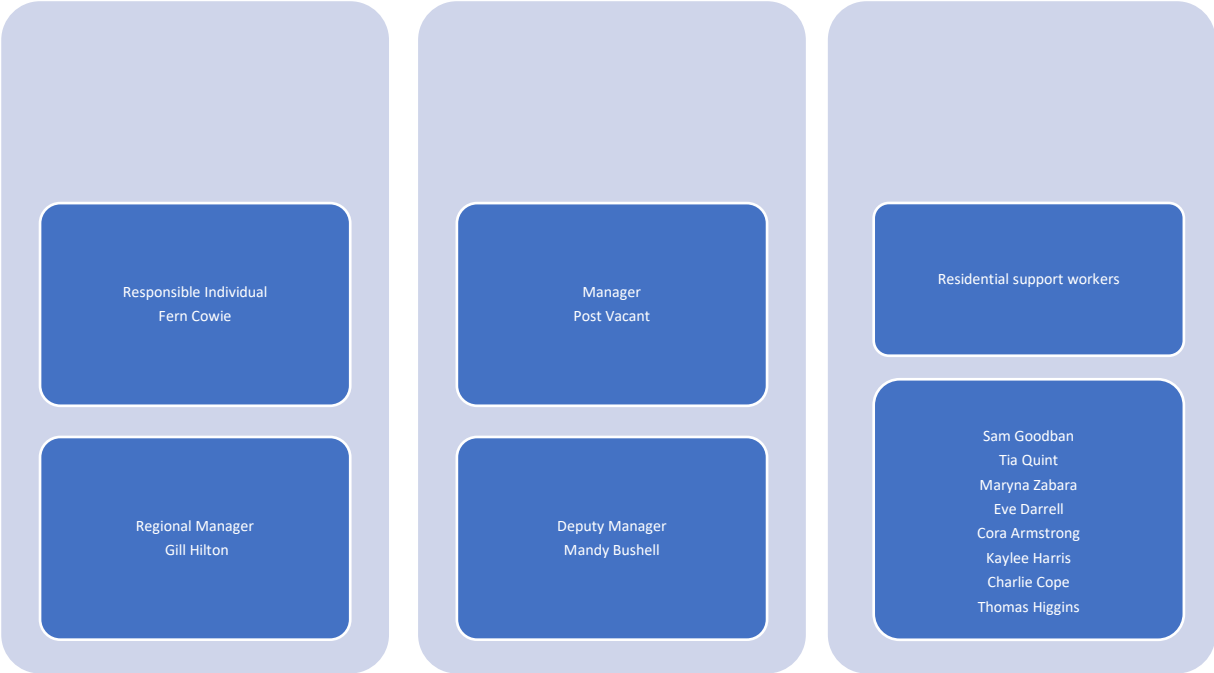 Responsible Individual
Fern Cowie
Regional Manager
Gill Hilton
Manager
Post Vacant
Deputy Manager
Mandy Bushell
Residential support workers
Sam Goodban
Tia Quint
Maryna Zabara
Eve Darrell
Cora Armstrong
Kaylee Harris
Charlie Cope
Thomas Higgins